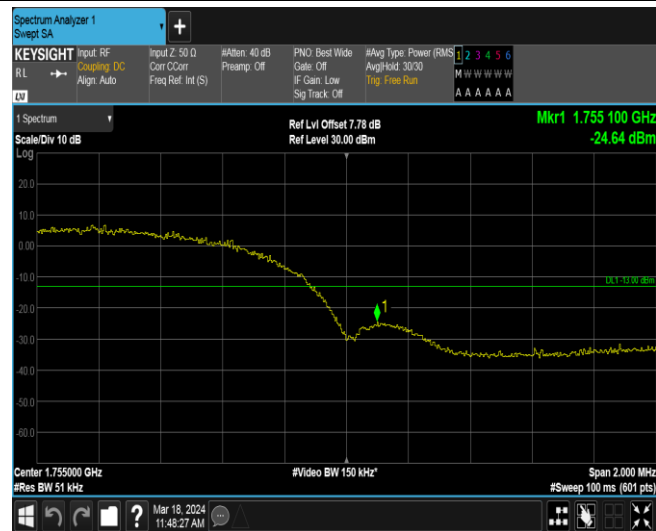 Spectrum Analyzer 1
Swept SA
+
KEYSIGHT Input: RF Input Z: 50 Ω #Atten: 40 dB PNO: Best Wide #Avg Type: Power (RMS 1 2 3 4 5 6
RL Coupling: DC Corr CCorr Preamp: Off Gate: Off Avg|Hold: 30/30 M W W W W W
Align: Auto Freq Ref: Int (S) IF Gain: Low Trig: Free Run
Sig Track: Off A A A A A A
LXI
1 Spectrum Ref Lvl Offset 7.78 dB Mkr1 1.755 100 GHz
Scale/Div 10 dB Ref Level 30.00 dBm -24.64 dBm
Log
20.0
10.0
0.00
-10.0
DL1 -13.00 dBm
-20.0
1
-30.0
-40.0
-50.0
-60.0
Center 1.755000 GHz #Video BW 150 kHz* Span 2.000 MHz
#Res BW 51 kHz #Sweep 100 ms (601 pts)
? Mar 18, 2024
11:48:27 AM